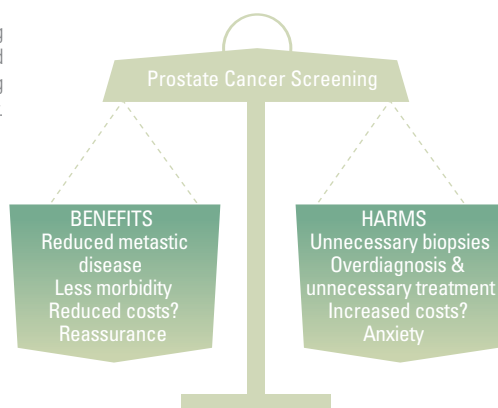 g
d
g
.
Prostate Cancer Screening
BENEFITS
Reduced metastic
disease
Less morbidity
Reduced costs?
Reassurance
HARMS
Unnecessary biopsies
Overdiagnosis &
unnecessary treatment
Increased costs?
Anxiety